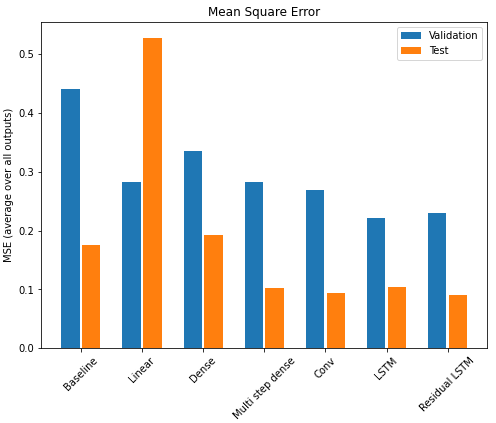 Mean Square Error
Validation
Test
MSE (average over all outputs)
0.5
0.4
0.3
0.2
0.1
0.0
Baseline
Linear
Dense
Multi step dense
Conv
LSTM
Residual LSTM